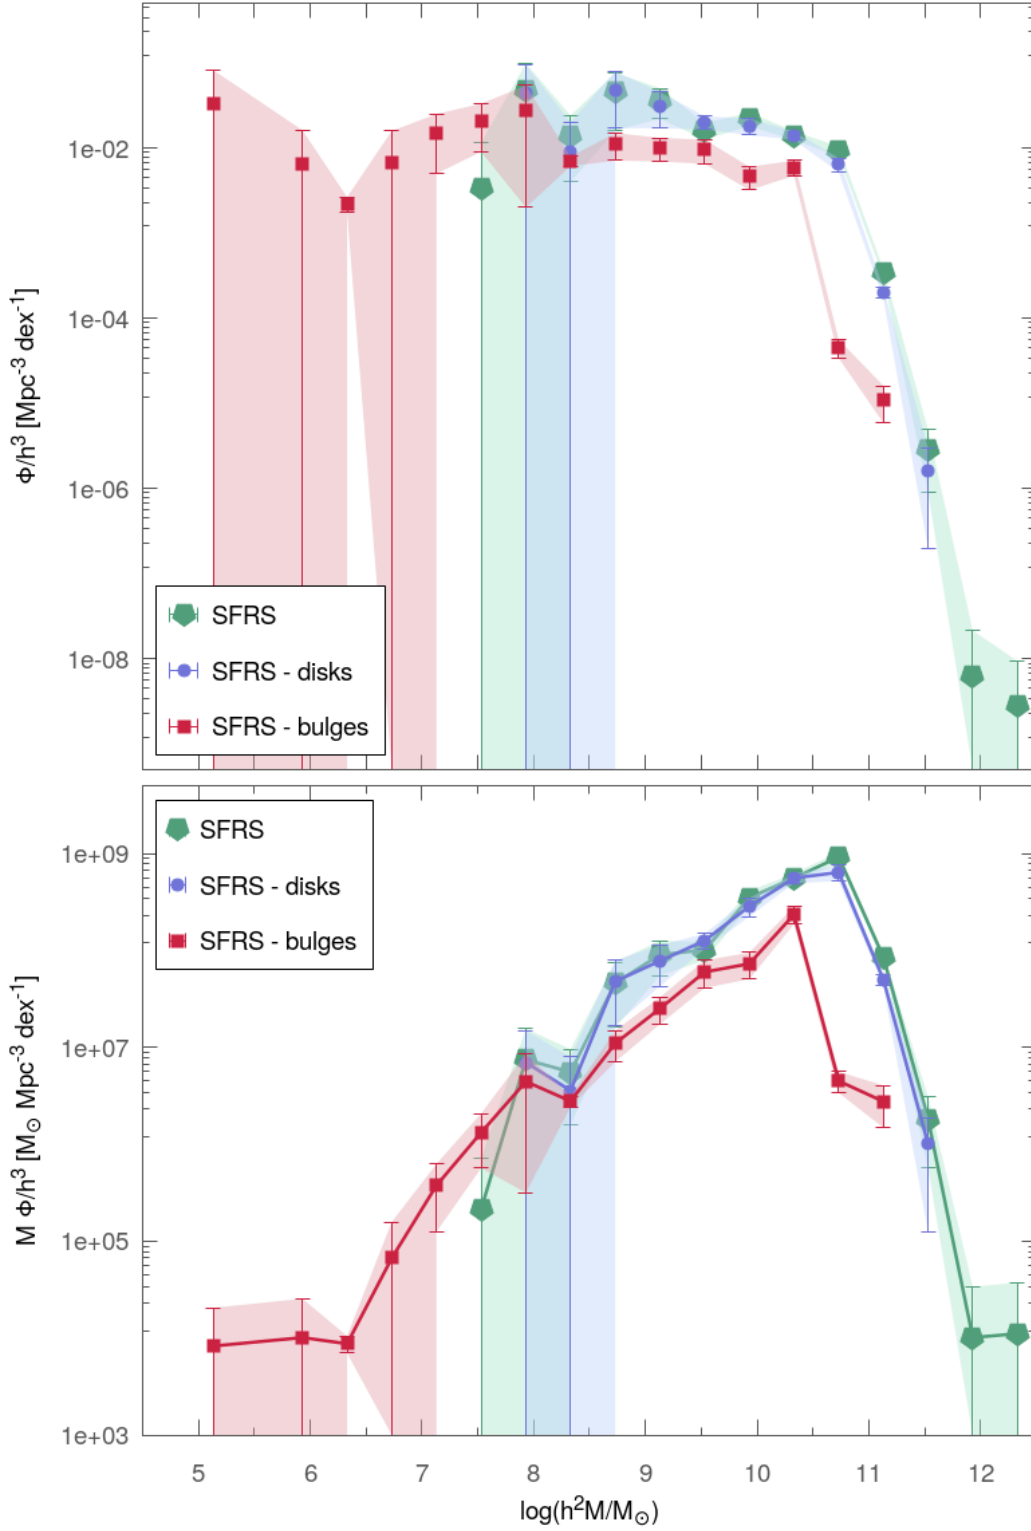 1e-02
1e-04
1e-06
1e-08
Φ/h³ [Mpc⁻³ dex⁻¹]
SFRS
SFRS - disks
SFRS - bulges
SFRS
SFRS - disks
SFRS - bulges
1e+09
1e+07
1e+05
1e+03
M Φ/h³ [M☉ Mpc⁻³ dex⁻¹]
5 6 7 8 9 10 11 12
log(h²M/M☉)